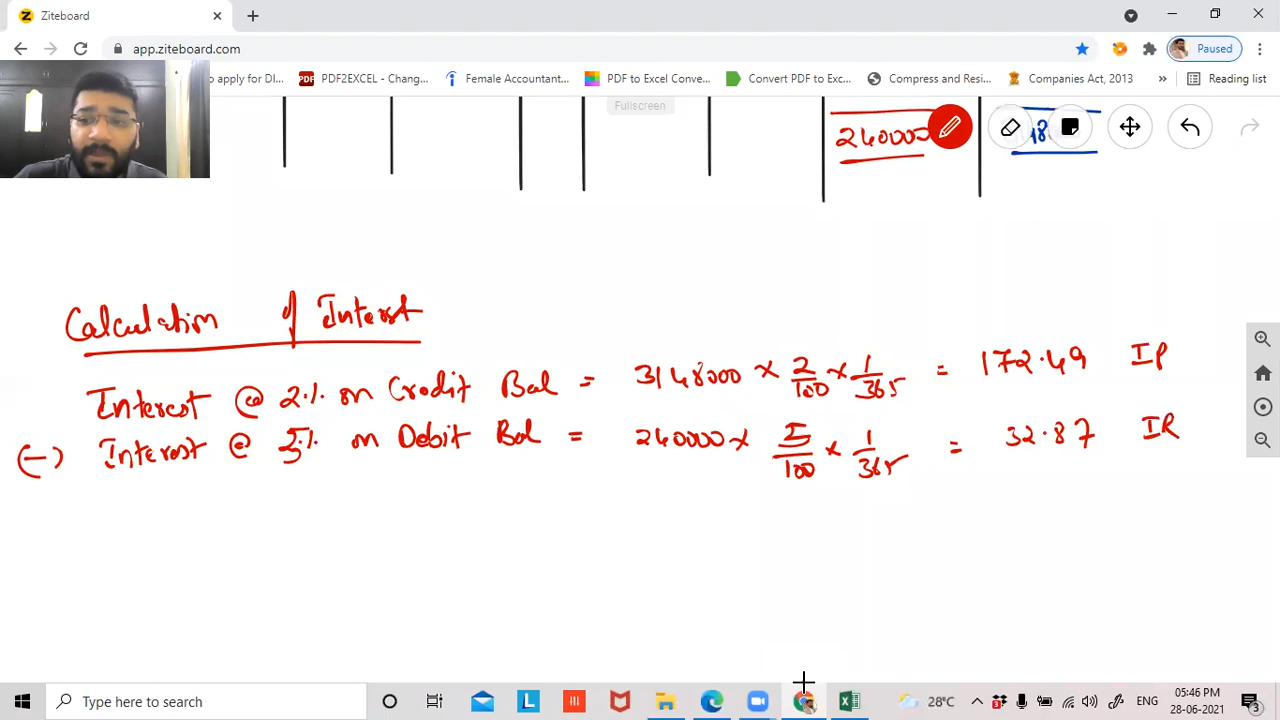 Ziteboard
app.ziteboard.com
Paused
to apply for DI...
PDF2EXCEL - Chang...
Female Accountant...
PDF to Excel Conve...
Convert PDF to Exc...
Compress and Resi...
Companies Act, 2013
Reading list
Fullscreen
240000
Calculation of Interest
Interest @ 2% on Credit Bal = 3148000 × 2/100 × 1/365 = 172.49 IP
(-) Interest @ 5% on Debit Bal = 240000 × 5/100 × 1/365 = 32.87 IR
Type here to search
28°C
05:46 PM
28-06-2021